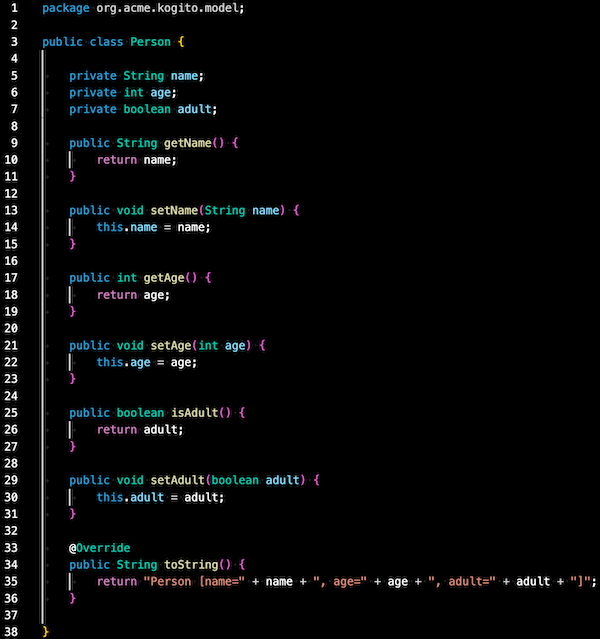 1 package org.acme.kogito.model;
2
3 public class Person {
4
5     private String name;
6     private int age;
7     private boolean adult;
8
9     public String getName() {
10         return name;
11     }
12
13     public void setName(String name) {
14         this.name = name;
15     }
16
17     public int getAge() {
18         return age;
19     }
20
21     public void setAge(int age) {
22         this.age = age;
23     }
24
25     public boolean isAdult() {
26         return adult;
27     }
28
29     public void setAdult(boolean adult) {
30         this.adult = adult;
31     }
32
33     @Override
34     public String toString() {
35         return "Person [name=" + name + ", age=" + age + ", adult=" + adult + "]";
36     }
37
38 }